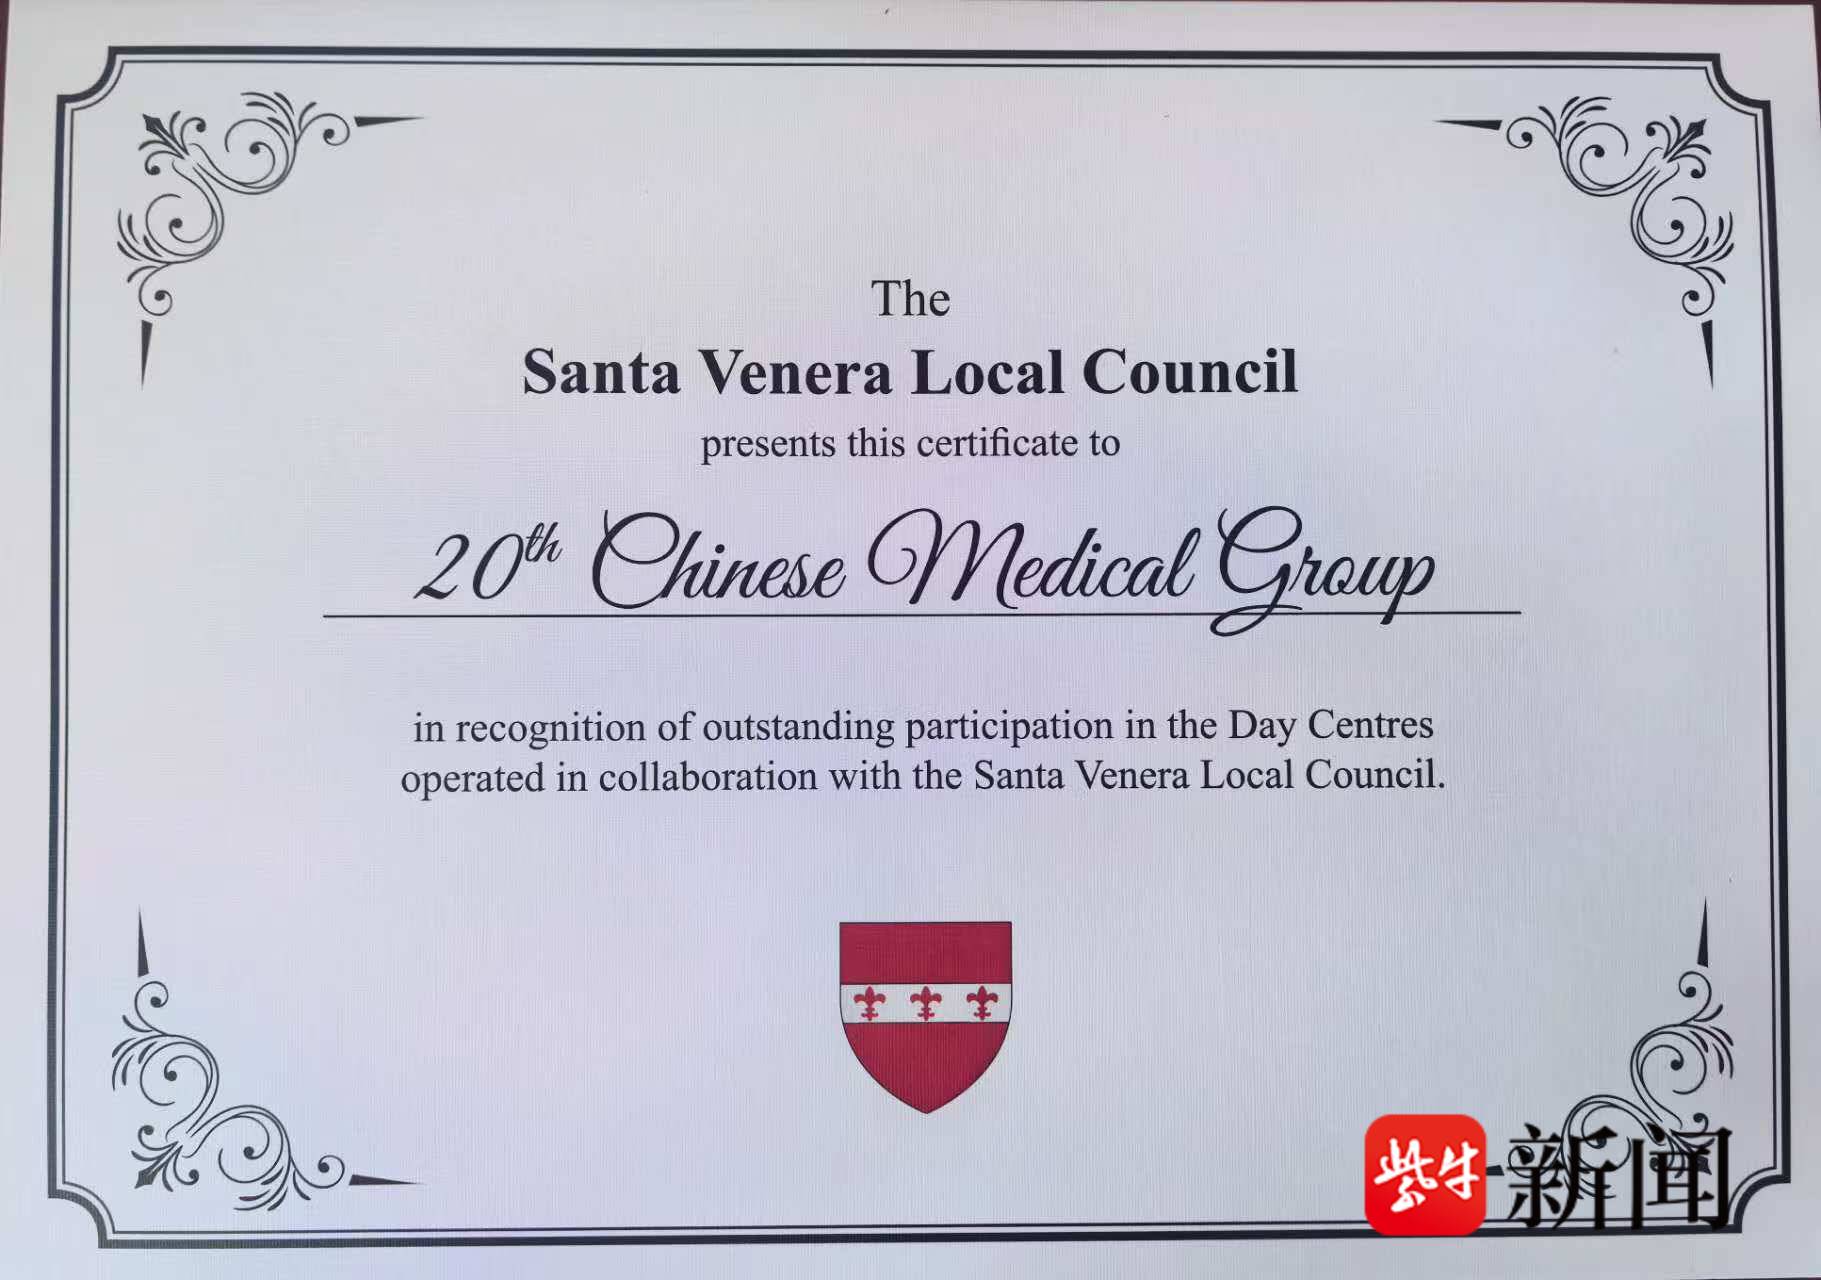 The
Santa Venera Local Council
presents this certificate to
20th Chinese Medical Group
in recognition of outstanding participation in the Day Centres
operated in collaboration with the Santa Venera Local Council.
紫牛新闻